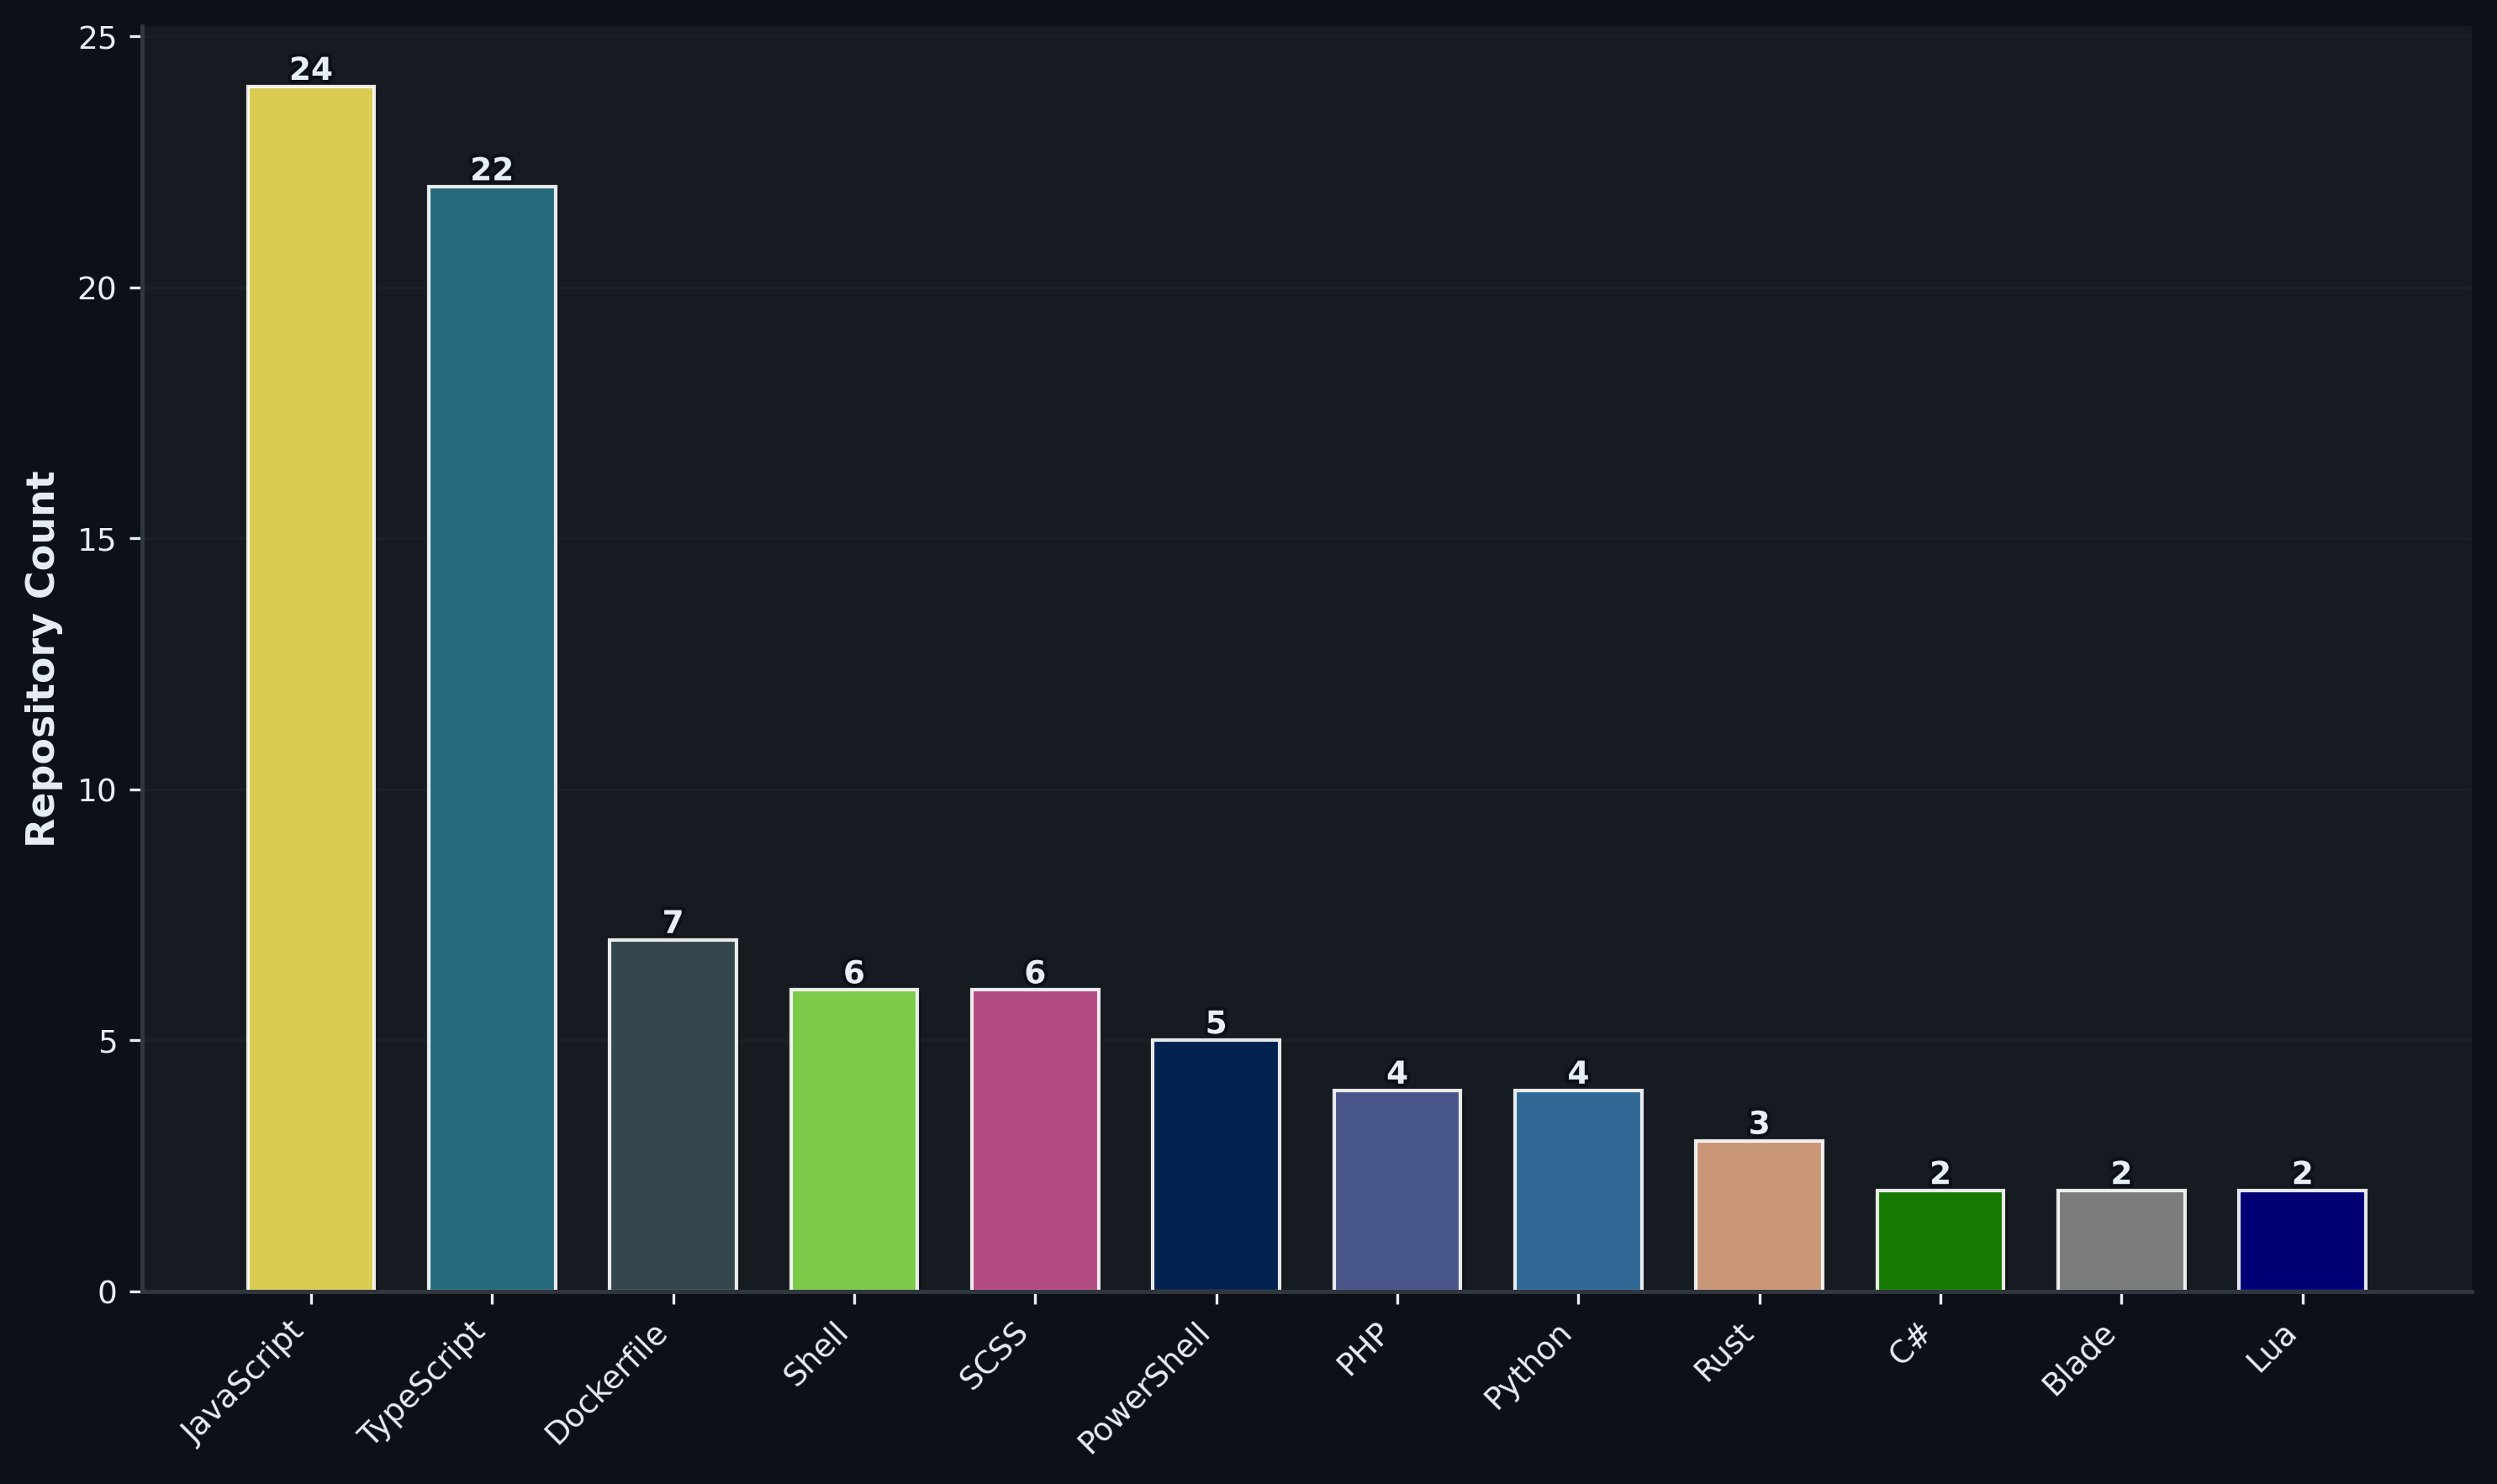 Repository Count
25
20
15
10
5
0
24
22
7
6
6
5
4
4
3
2
2
2
JavaScript
TypeScript
Dockerfile
Shell
SCSS
PowerShell
PHP
Python
Rust
C#
Blade
Lua